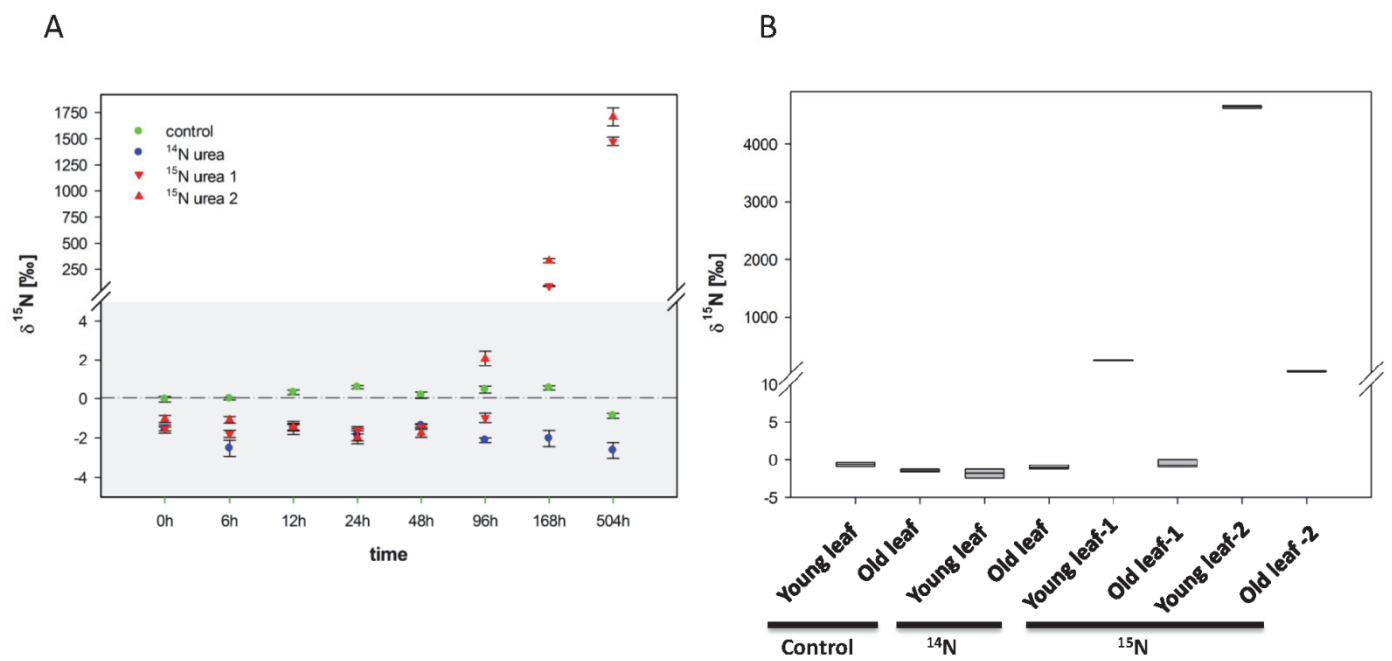 A
B
δ ¹⁵N [‰]
1750
1500
1250
1000
750
500
250
4
2
0
-2
-4
control
¹⁴N urea
¹⁵N urea 1
¹⁵N urea 2
0h 6h 12h 24h 48h 96h 168h 504h
time
δ ¹⁵N [‰]
4000
3000
2000
1000
10
5
0
-5
Young leaf
Old leaf
Young leaf
Old leaf
Young leaf-1
Old leaf-1
Young leaf-2
Old leaf -2
Control
¹⁴N
¹⁵N